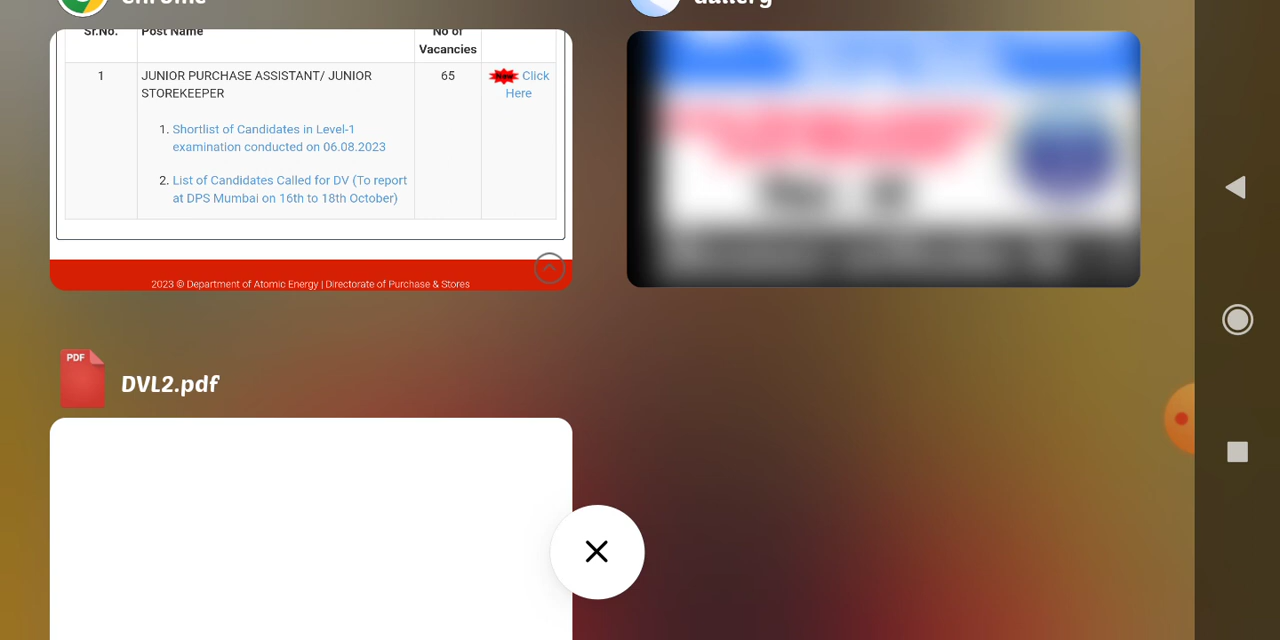 Chrome
Gallery
Sr.No. Post Name No of
Vacancies
1 JUNIOR PURCHASE ASSISTANT/ JUNIOR 65 New Click
STOREKEEPER Here
1. Shortlist of Candidates in Level-1
examination conducted on 06.08.2023
2. List of Candidates Called for DV (To report
at DPS Mumbai on 16th to 18th October)
2023 © Department of Atomic Energy | Directorate of Purchase & Stores
PDF DVL2.pdf